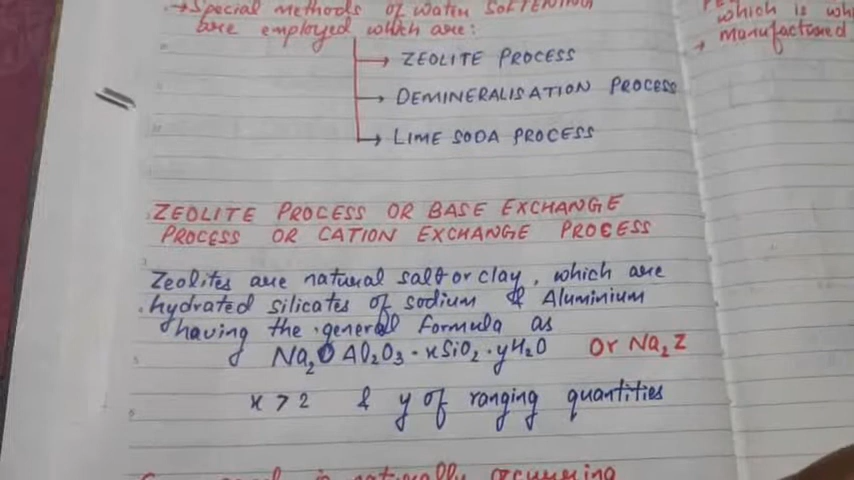 → Special methods of water SOFTENING
are employed which are:
→ ZEOLITE PROCESS
→ DEMINERALISATION PROCESS
→ LIME SODA PROCESS
ZEOLITE PROCESS OR BASE EXCHANGE
PROCESS OR CATION EXCHANGE PROCESS
Zeolites are natural salt or clay, which are
hydrated silicates of sodium & Aluminium
having the general formula as
Na₂O Al₂O₃·xSiO₂·yH₂O Or Na₂Z
x > 2 & y of ranging quantities
is naturally occurring
which is
→ manufactured